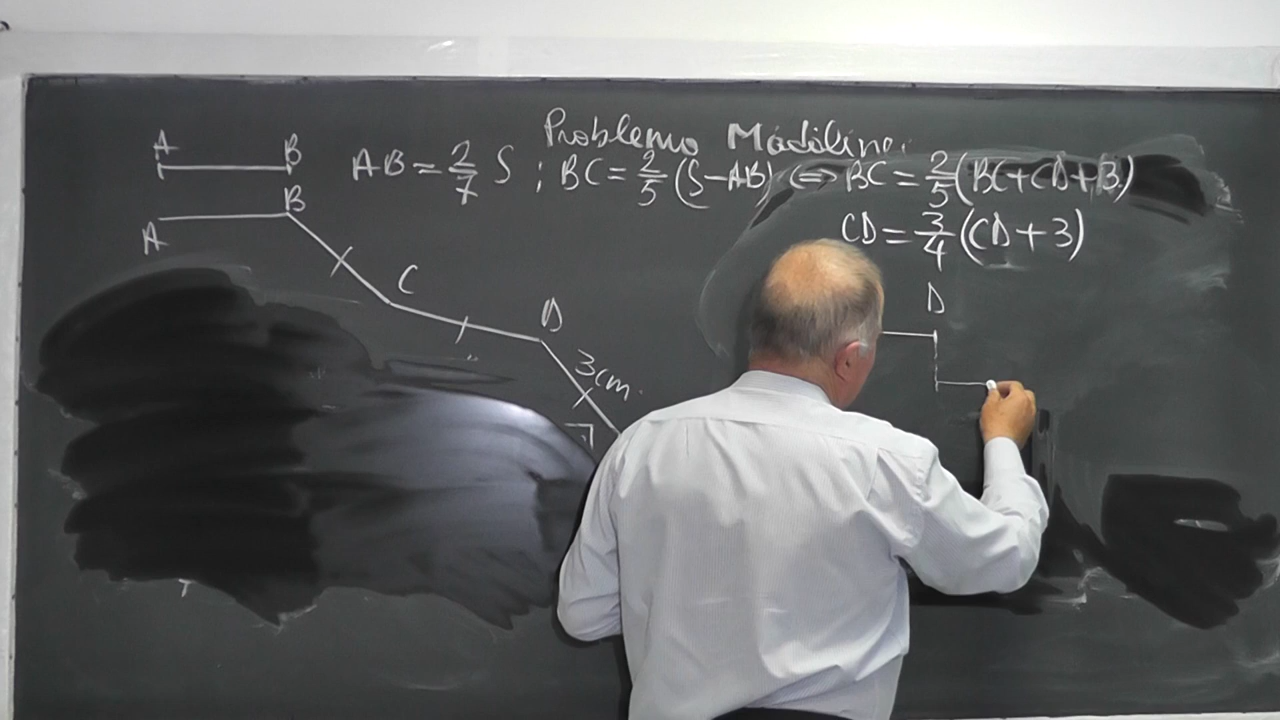 Problema Mădălinei
A B AB = 2/7 S ; BC = 2/5 (S-AB) ⇔ BC = 2/5 (BC+CD+3)
B
A
CD = 3/4 (CD+3)
C
D
D
3cm.